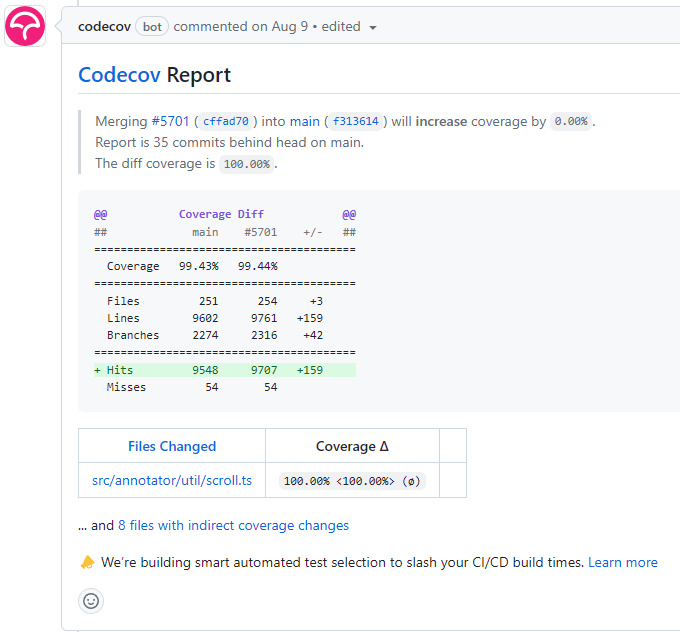 codecov bot commented on Aug 9 • edited
Codecov Report
Merging #5701 ( cffad70 ) into main ( f313614 ) will increase coverage by 0.00% .
Report is 35 commits behind head on main.
The diff coverage is 100.00% .
@@ Coverage Diff @@
## main #5701 +/- ##
========================================
Coverage 99.43% 99.44%
========================================
Files 251 254 +3
Lines 9602 9761 +159
Branches 2274 2316 +42
========================================
+ Hits 9548 9707 +159
Misses 54 54
Files Changed Coverage Δ
src/annotator/util/scroll.ts 100.00% <100.00%> (ø)
... and 8 files with indirect coverage changes
We're building smart automated test selection to slash your CI/CD build times. Learn more